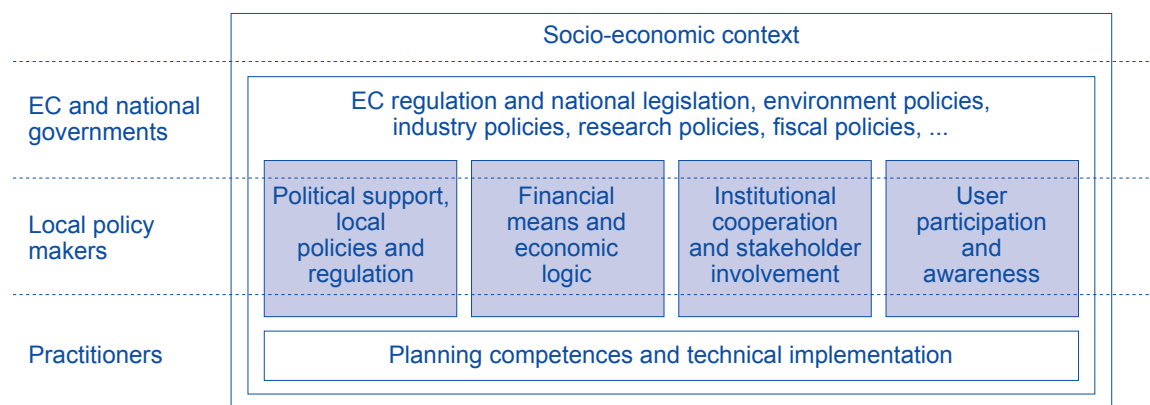 Socio-economic context
EC and national
governments
EC regulation and national legislation, environment policies,
industry policies, research policies, fiscal policies, ...
Local policy
makers
Political support,
local
policies and
regulation
Financial
means and
economic
logic
Institutional
cooperation
and stakeholder
involvement
User
participation
and
awareness
Practitioners
Planning competences and technical implementation